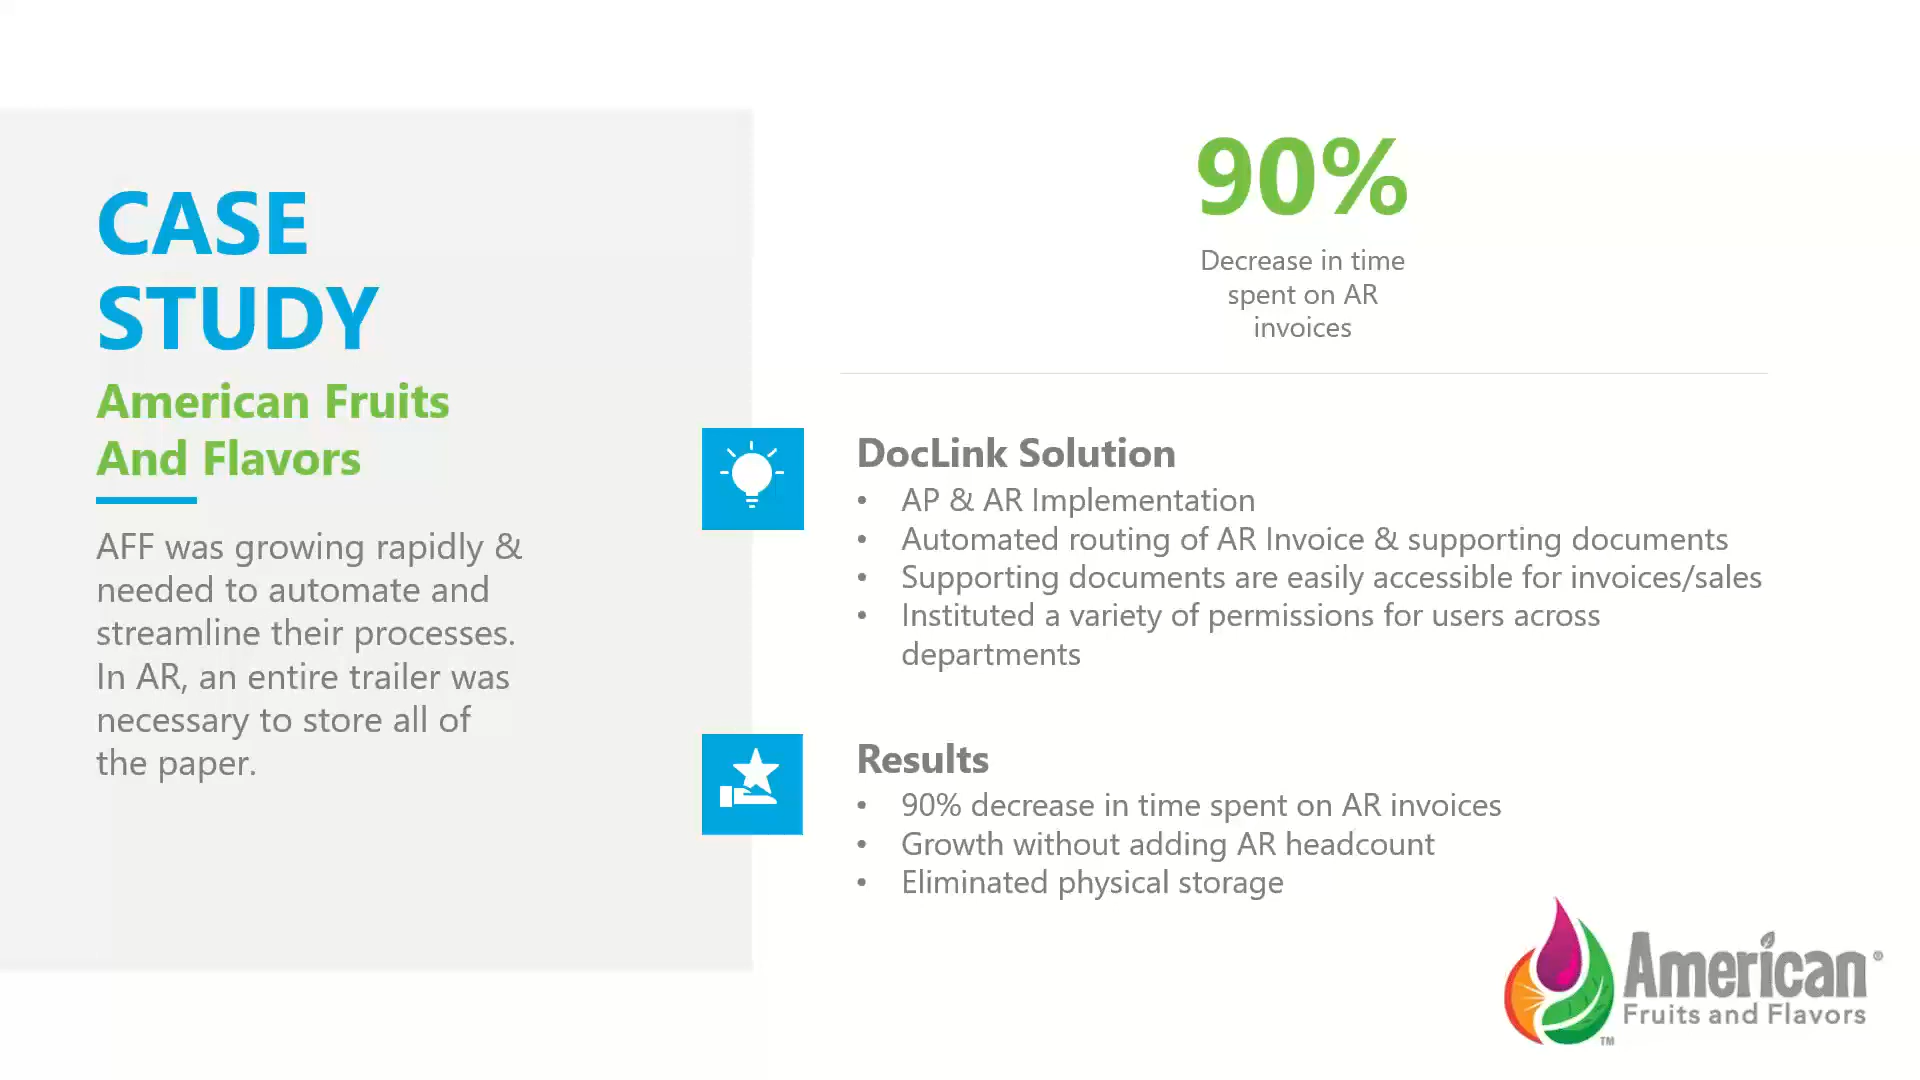 CASE
STUDY
American Fruits
And Flavors
AFF was growing rapidly &
needed to automate and
streamline their processes.
In AR, an entire trailer was
necessary to store all of
the paper.
90%
Decrease in time
spent on AR
invoices
DocLink Solution
• AP & AR Implementation
• Automated routing of AR Invoice & supporting documents
• Supporting documents are easily accessible for invoices/sales
• Instituted a variety of permissions for users across
departments
Results
• 90% decrease in time spent on AR invoices
• Growth without adding AR headcount
• Eliminated physical storage
American®
Fruits and Flavors
TM